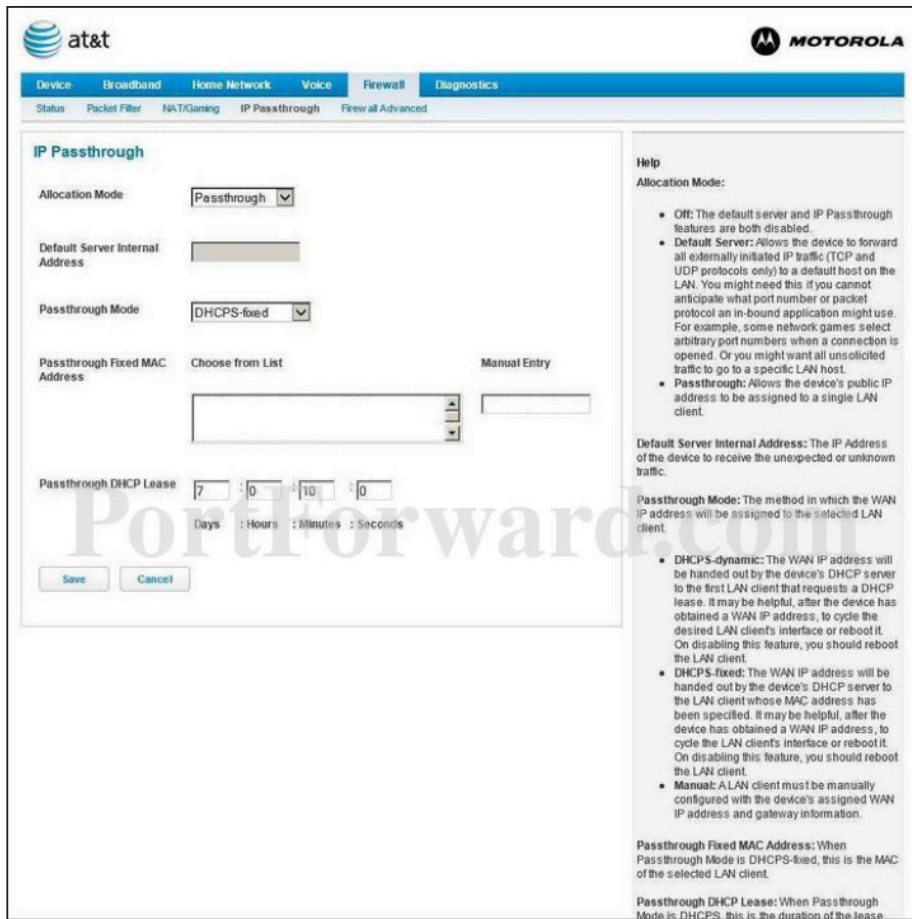 at&t
MOTOROLA
Device Broadband Home Network Voice Firewall Diagnostics
Status Packet Filter NAT/Gaming IP Passthrough Firewall Advanced
IP Passthrough
Allocation Mode
Passthrough
Default Server Internal
Address
Passthrough Mode
DHCPS-fixed
Passthrough Fixed MAC
Address
Choose from List
Manual Entry
Passthrough DHCP Lease
7 : 0 : 10 : 0
Days : Hours : Minutes : Seconds
Save Cancel
PortForward.com
Help
Allocation Mode:
• Off: The default server and IP Passthrough
features are both disabled.
• Default Server: Allows the device to forward
all externally initiated IP traffic (TCP and
UDP protocols only) to a default host on the
LAN. You might need this if you cannot
anticipate what port number or packet
protocol an in-bound application might use.
For example, some network games select
arbitrary port numbers when a connection is
opened. Or you might want all unsolicited
traffic to go to a specific LAN host.
• Passthrough: Allows the device's public IP
address to be assigned to a single LAN
client.
Default Server Internal Address: The IP Address
of the device to receive the unexpected or unknown
traffic.
Passthrough Mode: The method in which the WAN
IP address will be assigned to the selected LAN
client.
• DHCPS-dynamic: The WAN IP address will
be handed out by the device's DHCP server
to the first LAN client that requests a DHCP
lease. It may be helpful, after the device has
obtained a WAN IP address, to cycle the
desired LAN client's interface or reboot it.
On disabling this feature, you should reboot
the LAN client.
• DHCPS-fixed: The WAN IP address will be
handed out by the device's DHCP server to
the LAN client whose MAC address has
been specified. It may be helpful, after the
device has obtained a WAN IP address, to
cycle the LAN client's interface or reboot it.
On disabling this feature, you should reboot
the LAN client.
• Manual: A LAN client must be manually
configured with the device's assigned WAN
IP address and gateway information.
Passthrough Fixed MAC Address: When
Passthrough Mode is DHCPS-fixed, this is the MAC
of the selected LAN client.
Passthrough DHCP Lease: When Passthrough
Mode is DHCPS, this is the duration of the lease